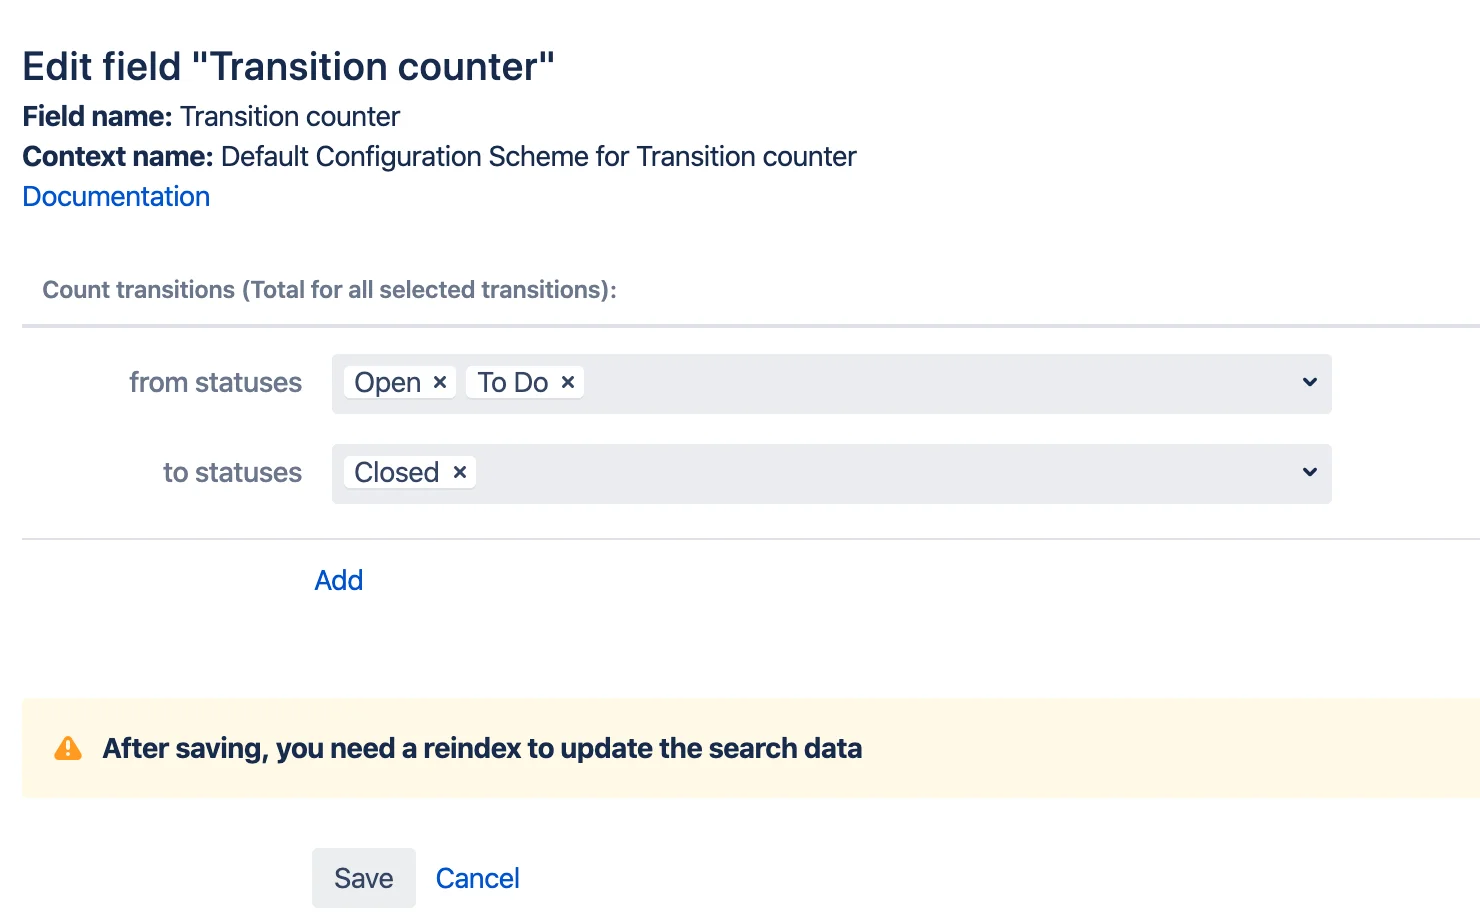 Edit field "Transition counter"
Field name: Transition counter
Context name: Default Configuration Scheme for Transition counter
Documentation
Count transitions (Total for all selected transitions):
from statuses Open × To Do ×
to statuses Closed ×
Add
After saving, you need a reindex to update the search data
Save Cancel